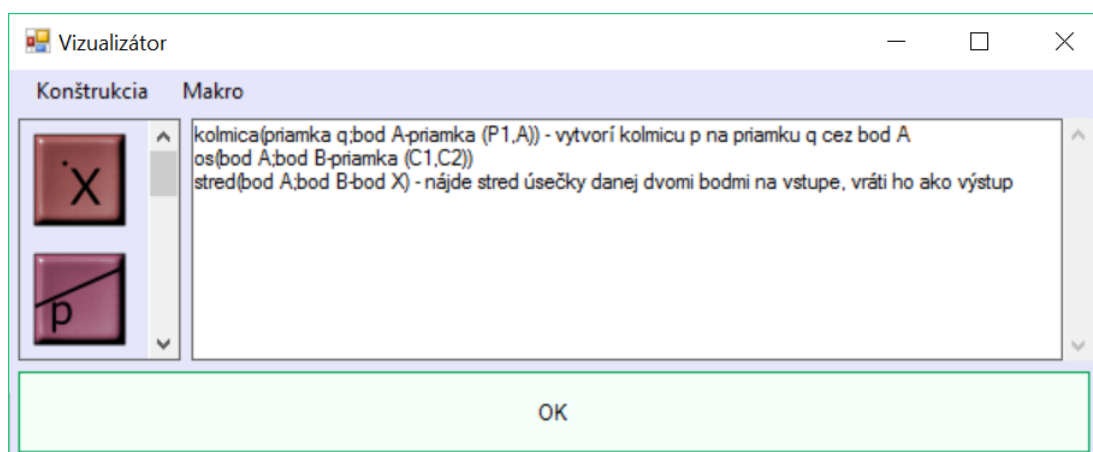 Vizualizátor
Konštrukcia Makro
X
p
kolmica(priamka q;bod A-priamka (P1,A)) - vytvorí kolmicu p na priamku q cez bod A
os(bod A;bod B-priamka (C1,C2))
stred(bod A;bod B-bod X) - nájde stred úsečky danej dvomi bodmi na vstupe, vráti ho ako výstup
OK